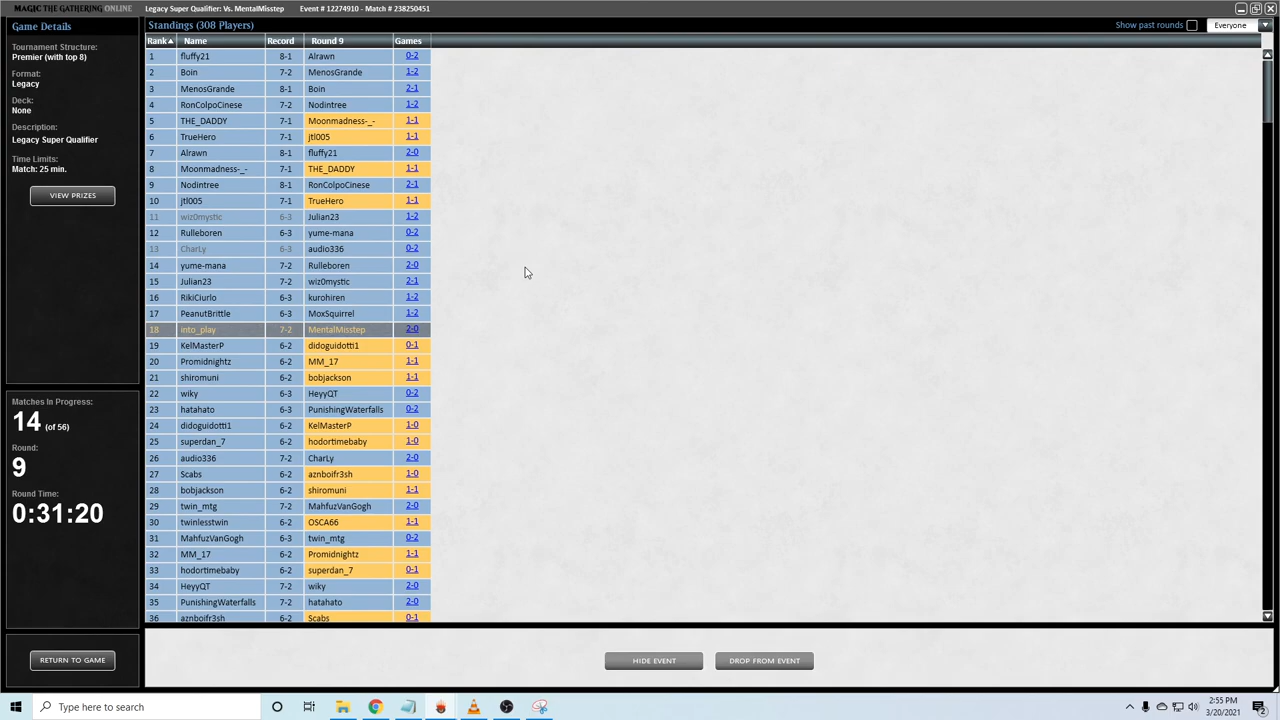 MAGIC THE GATHERING ONLINE Legacy Super Qualifier: Vs. MentalMisstep Event # 12274910 - Match # 238250451
Game Details
Tournament Structure:
Premier (with top 8)
Format:
Legacy
Deck:
None
Description:
Legacy Super Qualifier
Time Limits:
Match: 25 min.
VIEW PRIZES
Matches In Progress:
14 (of 56)
Round:
9
Round Time:
0:31:20
RETURN TO GAME
Standings (308 Players) Show past rounds Everyone
Rank Name Record Round 9 Games
1 fluffy21 8-1 Alrawn 0-2
2 Boin 7-2 MenosGrande 1-2
3 MenosGrande 8-1 Boin 2-1
4 RonColpoCinese 7-2 Nodintree 1-2
5 THE_DADDY 7-1 Moonmadness-_- 1-1
6 TrueHero 7-1 jtl005 1-1
7 Alrawn 8-1 fluffy21 2-0
8 Moonmadness-_- 7-1 THE_DADDY 1-1
9 Nodintree 8-1 RonColpoCinese 2-1
10 jtl005 7-1 TrueHero 1-1
11 wiz0mystic 6-3 Julian23 1-2
12 Rulleboren 6-3 yume-mana 0-2
13 CharLy 6-3 audio336 0-2
14 yume-mana 7-2 Rulleboren 2-0
15 Julian23 7-2 wiz0mystic 2-1
16 RikiCiurlo 6-3 kurohiren 1-2
17 PeanutBrittle 6-3 MoxSquirrel 1-2
18 into_play 7-2 MentalMisstep 2-0
19 KelMasterP 6-2 didoguidotti1 0-1
20 Promidnightz 6-2 MM_17 1-1
21 shiromuni 6-2 bobjackson 1-1
22 wiky 6-3 HeyyQT 0-2
23 hatahato 6-3 PunishingWaterfalls 0-2
24 didoguidotti1 6-2 KelMasterP 1-0
25 superdan_7 6-2 hodortimebaby 1-0
26 audio336 7-2 CharLy 2-0
27 Scabs 6-2 aznboifr3sh 1-0
28 bobjackson 6-2 shiromuni 1-1
29 twin_mtg 7-2 MahfuzVanGogh 2-0
30 twinlesstwin 6-2 OSCA66 1-1
31 MahfuzVanGogh 6-3 twin_mtg 0-2
32 MM_17 6-2 Promidnightz 1-1
33 hodortimebaby 6-2 superdan_7 0-1
34 HeyyQT 7-2 wiky 2-0
35 PunishingWaterfalls 7-2 hatahato 2-0
36 aznboifr3sh 6-2 Scabs 0-1
HIDE EVENT DROP FROM EVENT
Type here to search
2:55 PM
3/20/2021
2